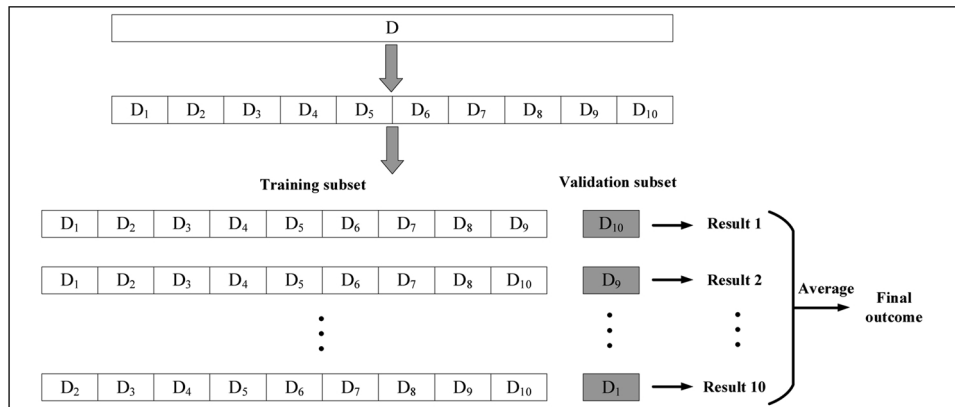 D
D₁ D₂ D₃ D₄ D₅ D₆ D₇ D₈ D₉ D₁₀
Training subset Validation subset
D₁ D₂ D₃ D₄ D₅ D₆ D₇ D₈ D₉ D₁₀ Result 1
D₁ D₂ D₃ D₄ D₅ D₆ D₇ D₈ D₁₀ D₉ Result 2
Average
Final
outcome
D₂ D₃ D₄ D₅ D₆ D₇ D₈ D₉ D₁₀ D₁ Result 10